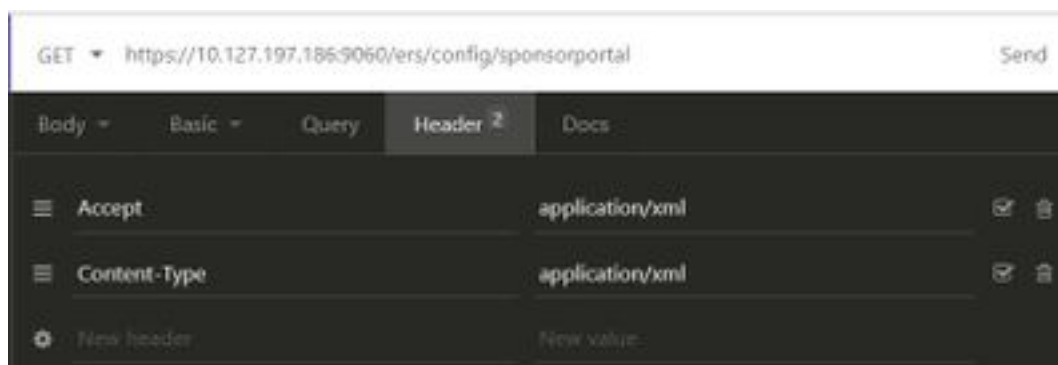 GET https://10.127.197.186:9060/ers/config/sponsorportal Send
Body Basic Query Header 2 Docs
Accept application/xml
Content-Type application/xml
New header New value